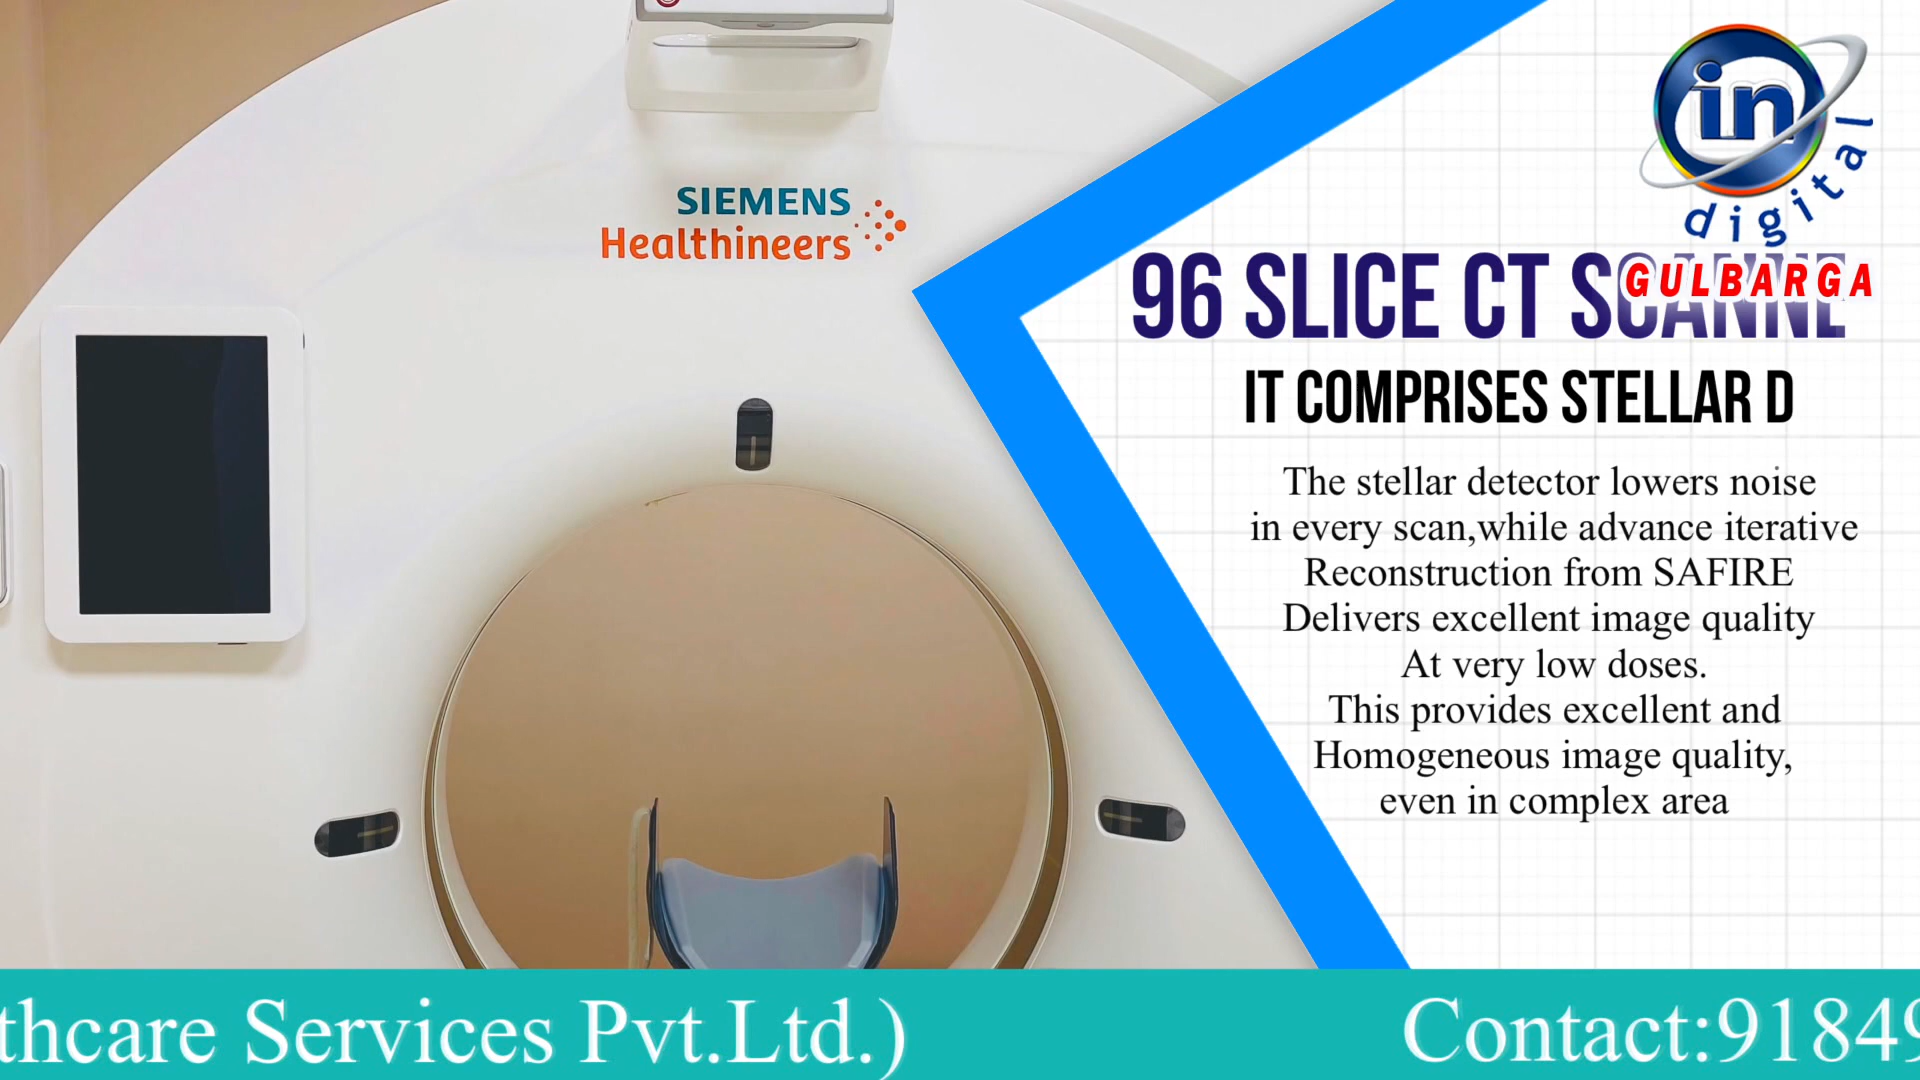 SIEMENS
Healthineers
in
digital
GULBARGA
96 SLICE CT SCANNE
IT COMPRISES STELLAR D
The stellar detector lowers noise
in every scan,while advance iterative
Reconstruction from SAFIRE
Delivers excellent image quality
At very low doses.
This provides excellent and
Homogeneous image quality,
even in complex area
thcare Services Pvt.Ltd.)
Contact:91849